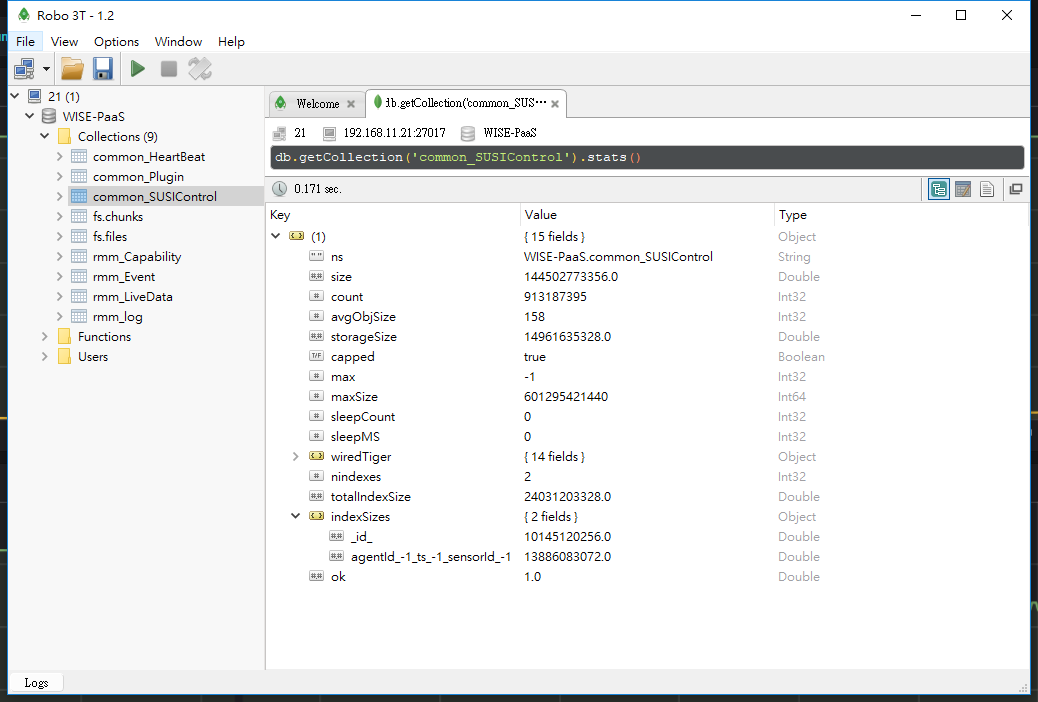 Robo 3T - 1.2
File View Options Window Help
21 (1)
WISE-PaaS
Collections (9)
common_HeartBeat
common_Plugin
common_SUSIControl
fs.chunks
fs.files
rmm_Capability
rmm_Event
rmm_LiveData
rmm_log
Functions
Users
Welcome
db.getCollection('common_SUS···
21 192.168.11.21:27017 WISE-PaaS
db.getCollection('common_SUSIControl').stats()
0.171 sec.
Key Value Type
(1) { 15 fields } Object
ns WISE-PaaS.common_SUSIControl String
size 144502773356.0 Double
count 913187395 Int32
avgObjSize 158 Int32
storageSize 14961635328.0 Double
capped true Boolean
max -1 Int32
maxSize 601295421440 Int64
sleepCount 0 Int32
sleepMS 0 Int32
wiredTiger { 14 fields } Object
nindexes 2 Int32
totalIndexSize 24031203328.0 Double
indexSizes { 2 fields } Object
_id_ 10145120256.0 Double
agentId_-1_ts_-1_sensorId_-1 13886083072.0 Double
ok 1.0 Double
Logs